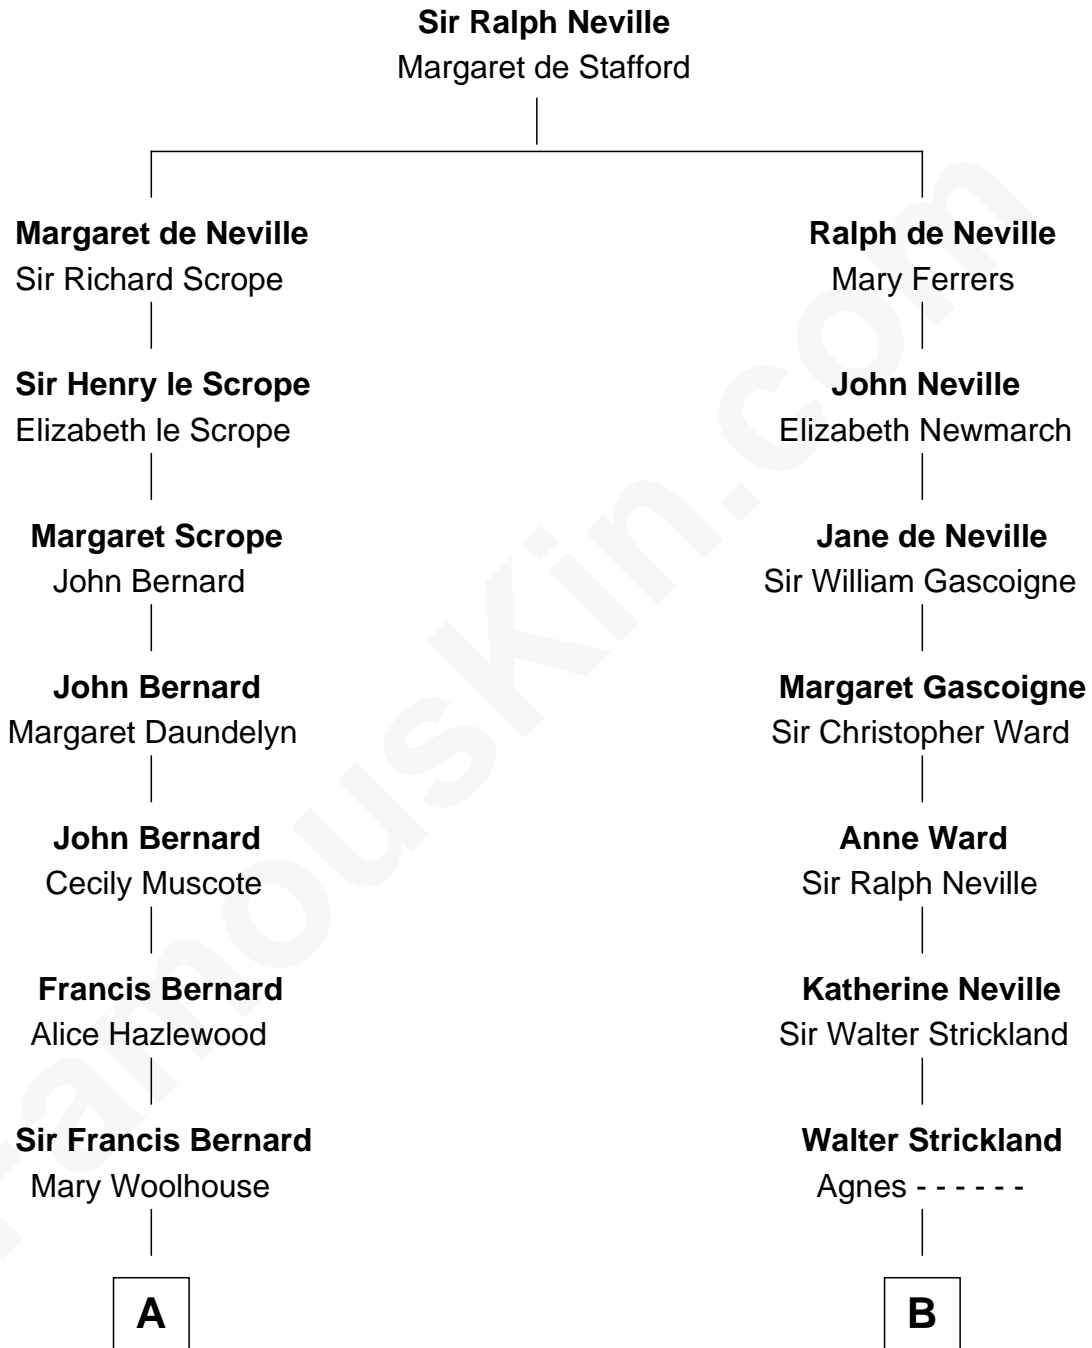 Sir Ralph Neville
Margaret de Stafford
Margaret de Neville
Sir Richard Scrope
Ralph de Neville
Mary Ferrers
Sir Henry le Scrope
Elizabeth le Scrope
John Neville
Elizabeth Newmarch
Margaret Scrope
John Bernard
Jane de Neville
Sir William Gascoigne
John Bernard
Margaret Daundelyn
Margaret Gascoigne
Sir Christopher Ward
John Bernard
Cecily Muscote
Anne Ward
Sir Ralph Neville
Francis Bernard
Alice Hazlewood
Katherine Neville
Sir Walter Strickland
Sir Francis Bernard
Mary Woolhouse
Walter Strickland
Agnes - - - - - -
A
B
FamousKin.com